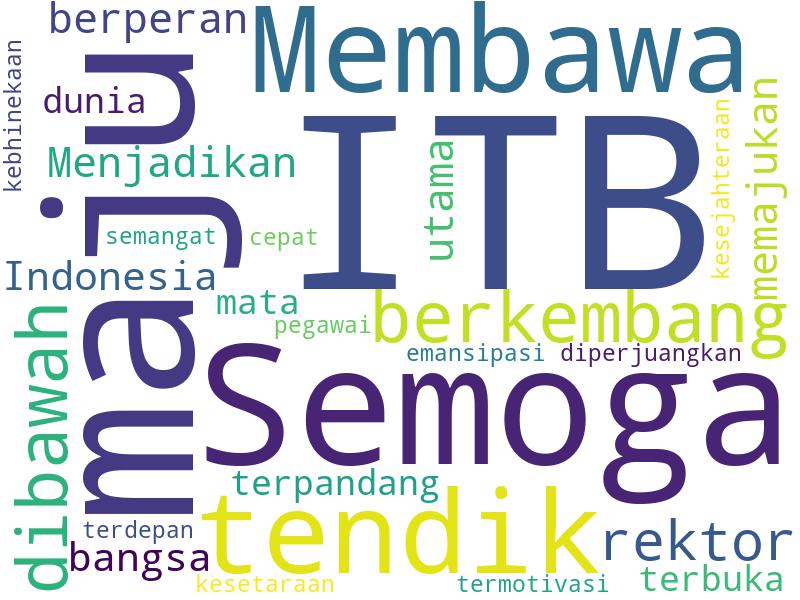 berperan
Membawa
kebhinekaan
dunia
maju
ITB
utama
kesejahteraan
memajukan
Menjadikan
semangat
cepat
Indonesia
mata
pegawai
berkembang
dibawah
emansipasi
diperjuangkan
Semoga
terpandang
tendik
terdepan
rektor
bangsa
kesetaraan
termotivasi
terbuka